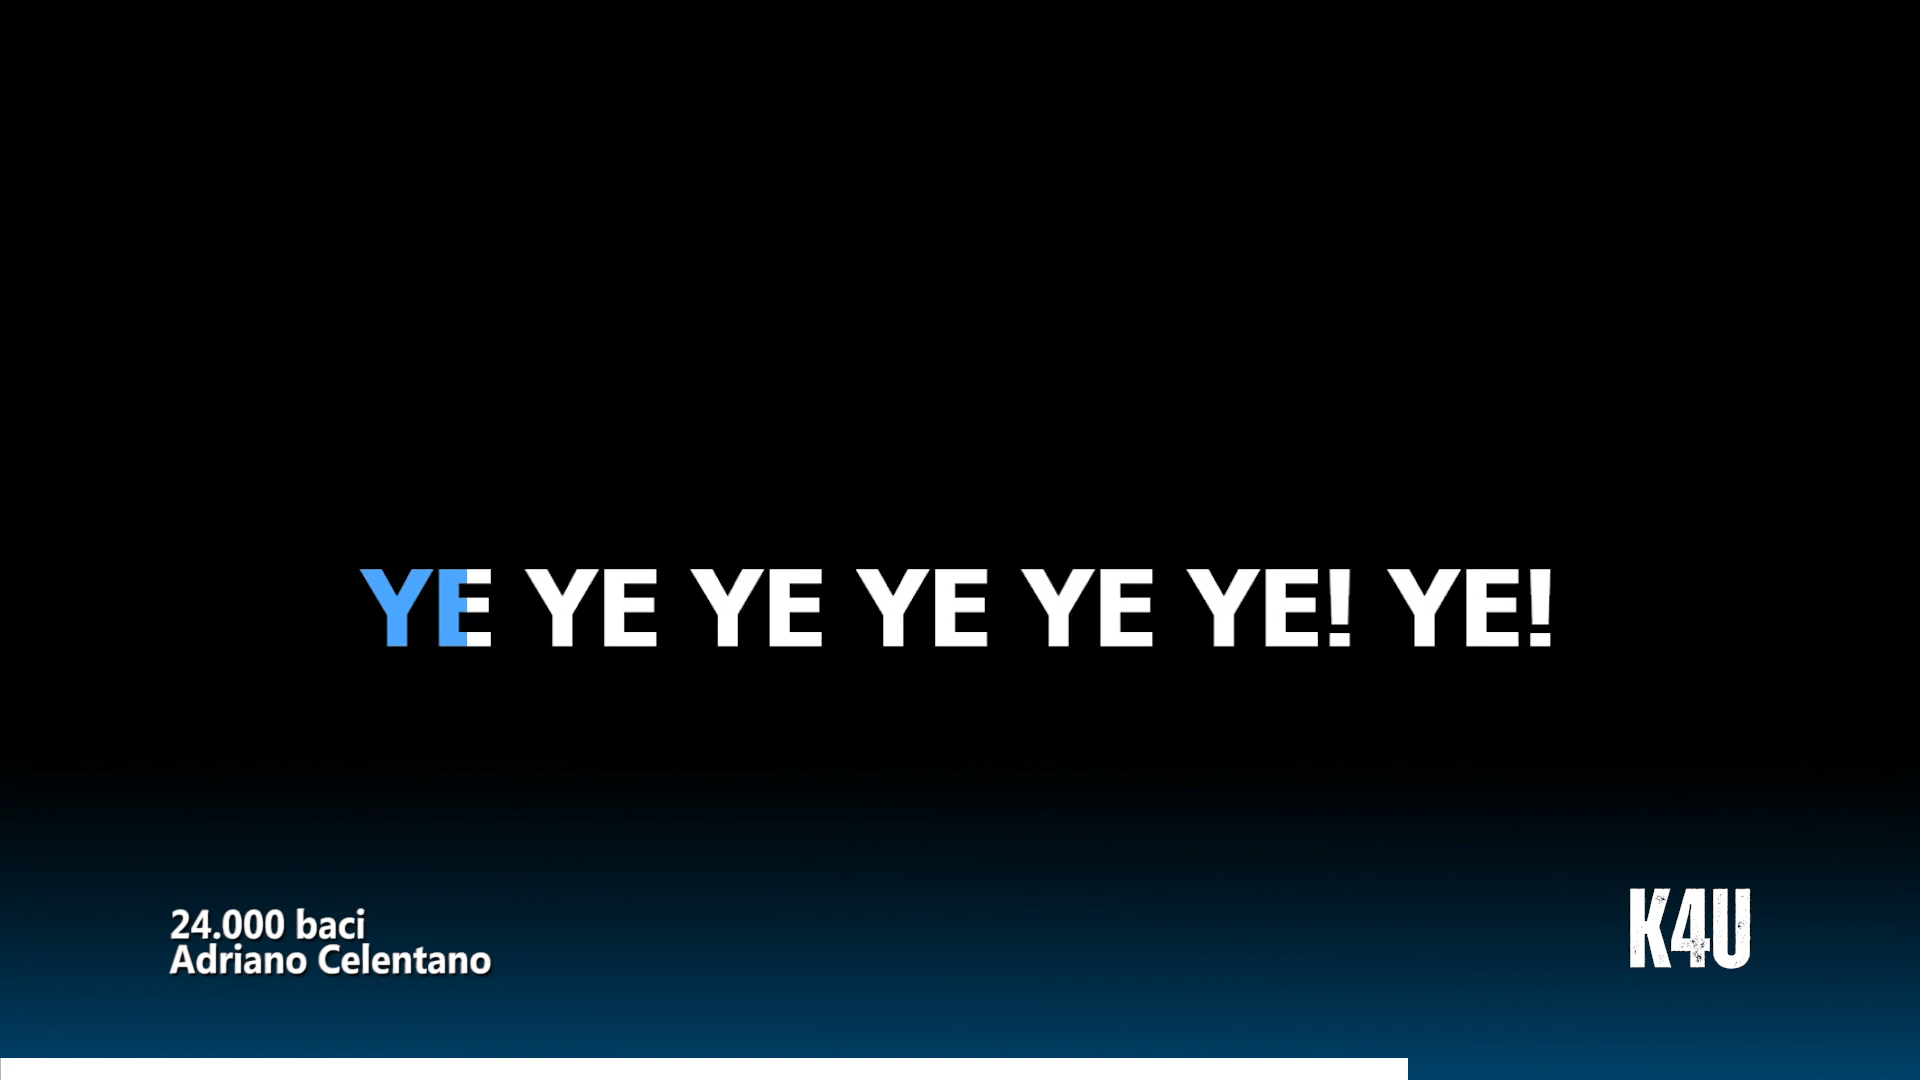 YE YE YE YE YE YE! YE!
24.000 baci
Adriano Celentano
K4U